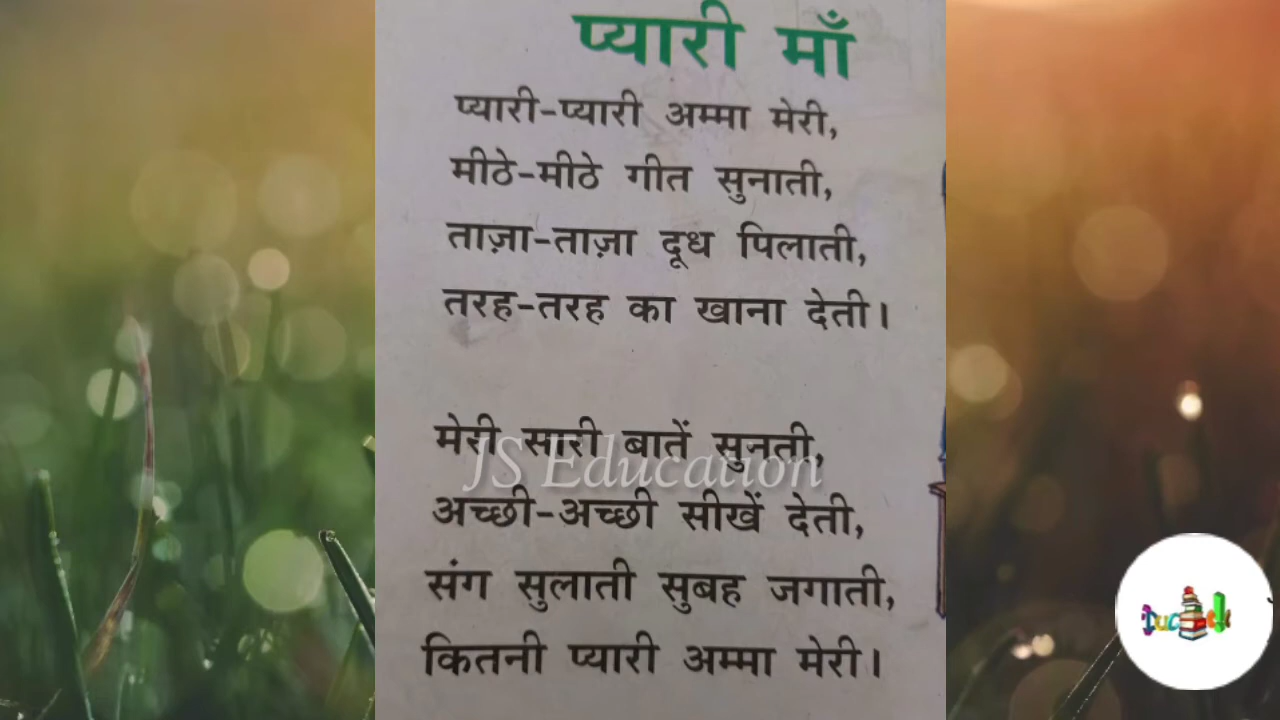 प्यारी माँ
प्यारी-प्यारी अम्मा मेरी,
मीठे-मीठे गीत सुनाती,
ताज़ा-ताज़ा दूध पिलाती,
तरह-तरह का खाना देती।
मेरी सारी बातें सुनती,
JS Education
अच्छी-अच्छी सीखें देती,
संग सुलाती सुबह जगाती,
कितनी प्यारी अम्मा मेरी।